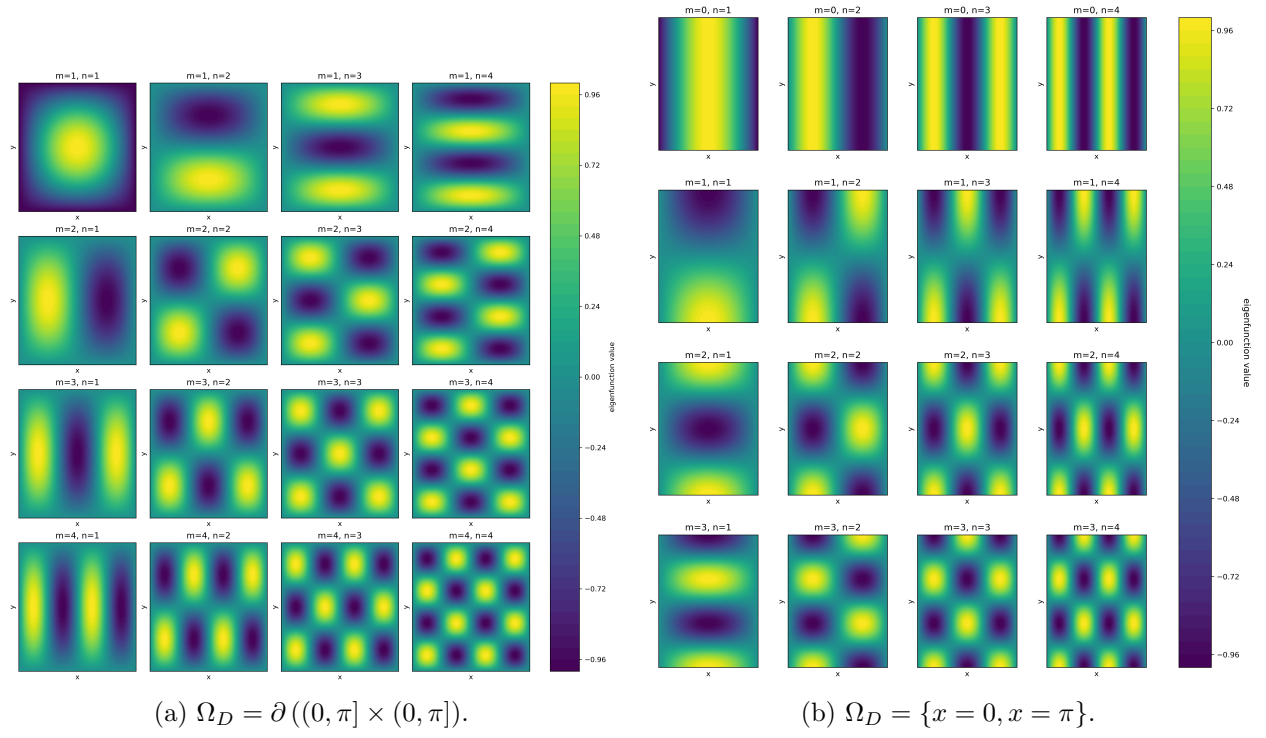 m=1, n=1 m=1, n=2 m=1, n=3 m=1, n=4
y y y y
x x x x
m=2, n=1 m=2, n=2 m=2, n=3 m=2, n=4
y y y y
x x x x
m=3, n=1 m=3, n=2 m=3, n=3 m=3, n=4
y y y y
x x x x
m=4, n=1 m=4, n=2 m=4, n=3 m=4, n=4
y y y y
x x x x
0.96
0.72
0.48
0.24
0.00
−0.24
−0.48
−0.72
−0.96
eigenfunction value
(a) Ω_D = ∂ ((0, π] × (0, π]).
m=0, n=1 m=0, n=2 m=0, n=3 m=0, n=4
y y y y
x x x x
m=1, n=1 m=1, n=2 m=1, n=3 m=1, n=4
y y y y
x x x x
m=2, n=1 m=2, n=2 m=2, n=3 m=2, n=4
y y y y
x x x x
m=3, n=1 m=3, n=2 m=3, n=3 m=3, n=4
y y y y
x x x x
0.96
0.72
0.48
0.24
0.00
−0.24
−0.48
−0.72
−0.96
eigenfunction value
(b) Ω_D = {x = 0, x = π}.